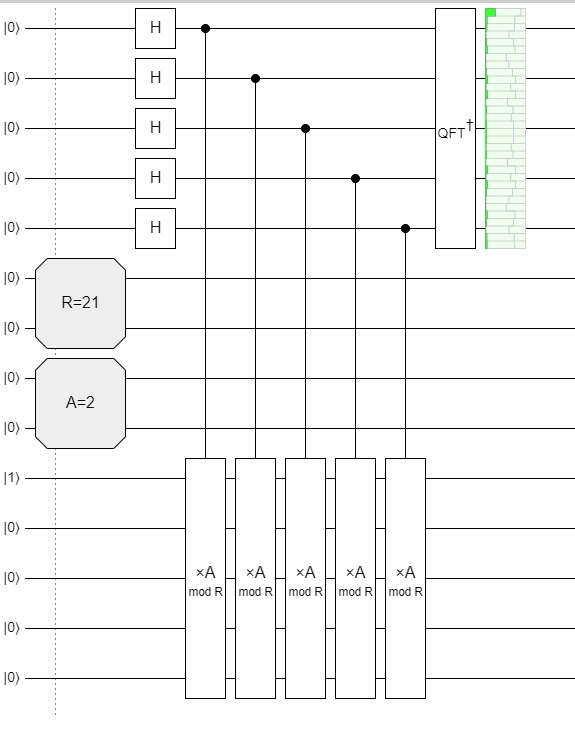 |0⟩ H
|0⟩ H
|0⟩ H QFT†
|0⟩ H
|0⟩ H
|0⟩
R=21
|0⟩
|0⟩
A=2
|0⟩
|1⟩
|0⟩
|0⟩ ×A ×A ×A ×A ×A
mod R mod R mod R mod R mod R
|0⟩
|0⟩